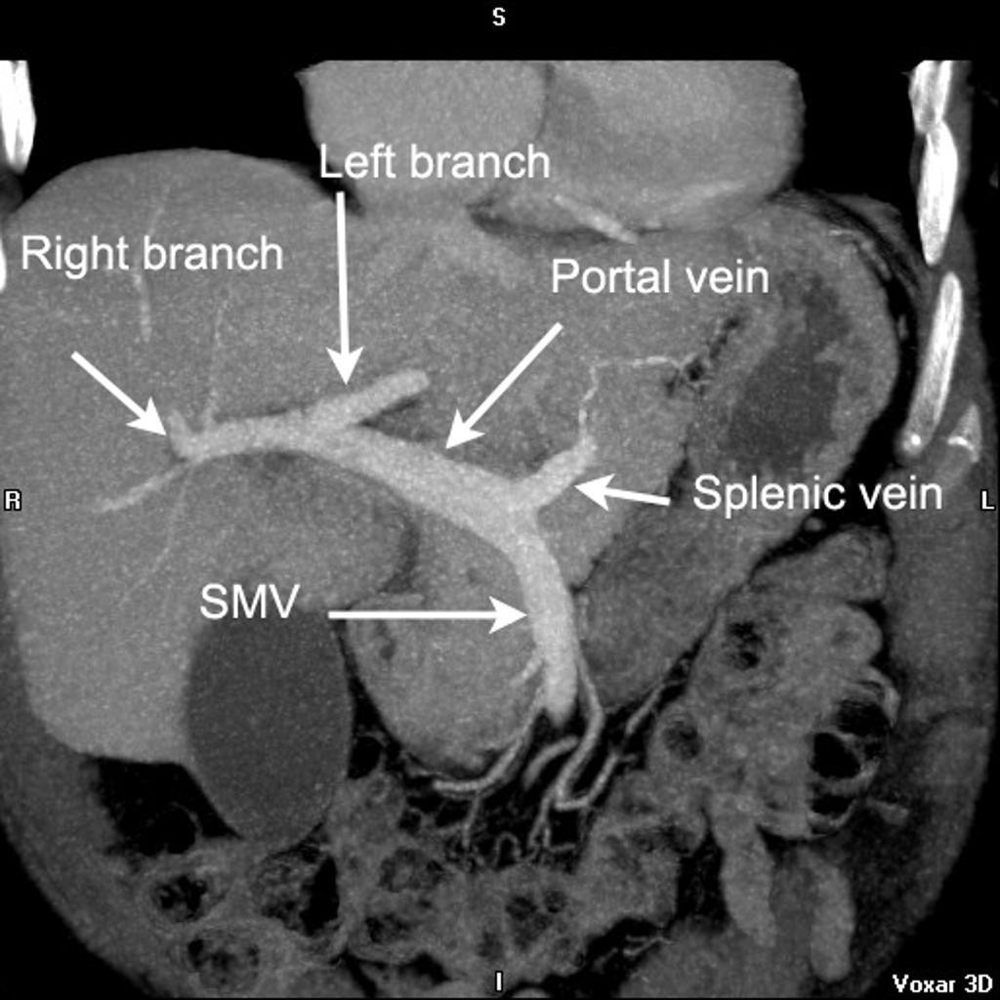 S
Left branch
Right branch
Portal vein
R
Splenic vein
L
SMV
I
Voxar 3D